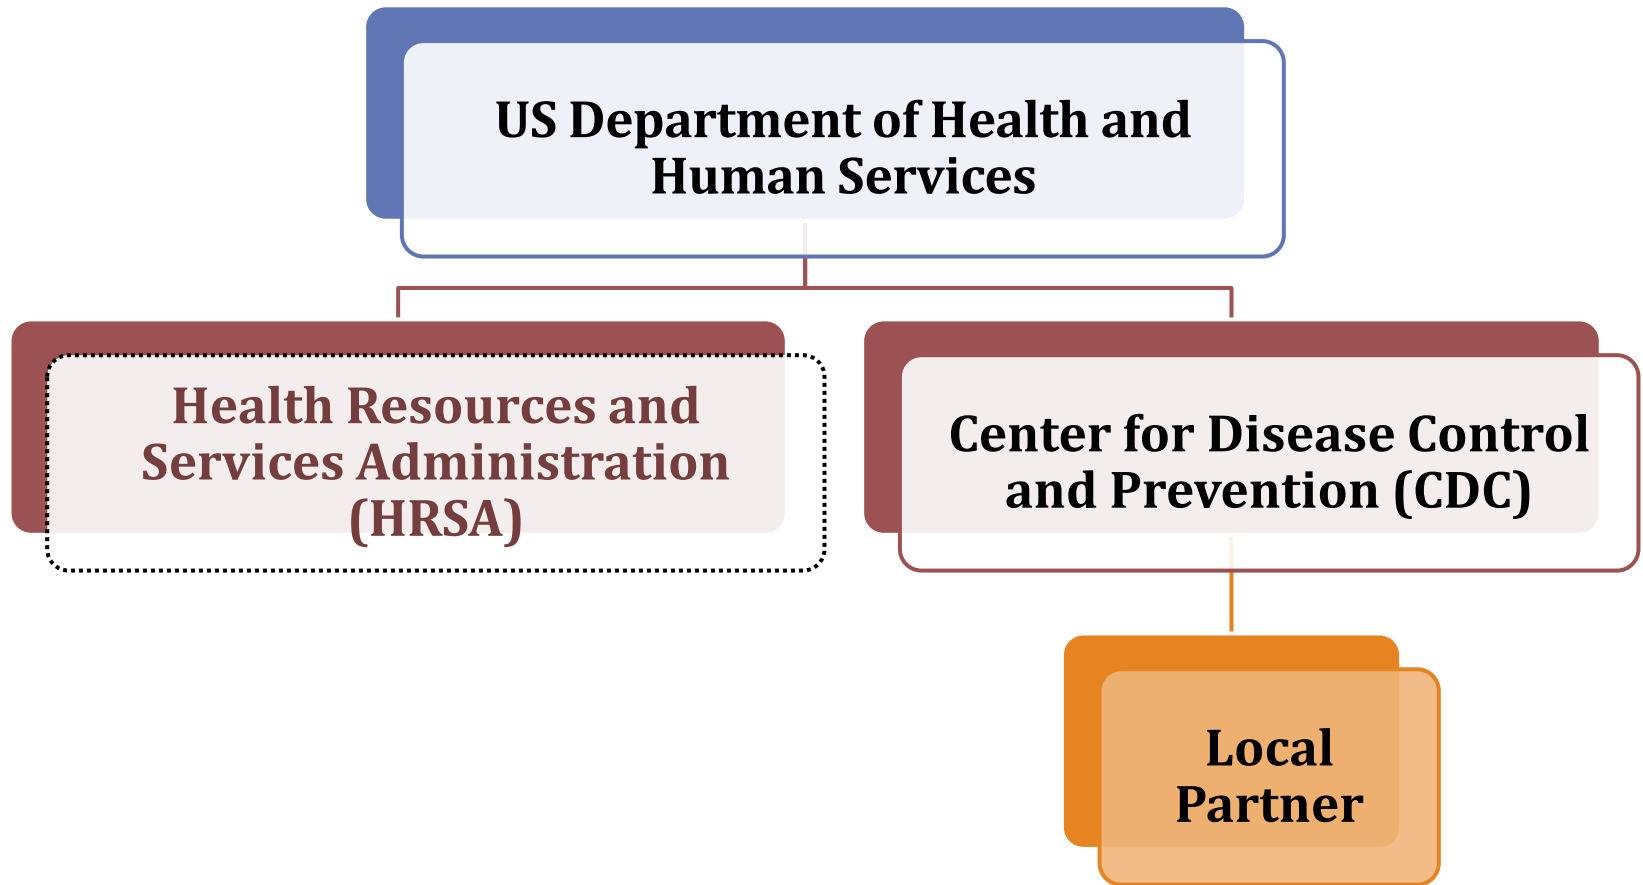 US Department of Health and
Human Services
Health Resources and
Services Administration
(HRSA)
Center for Disease Control
and Prevention (CDC)
Local
Partner